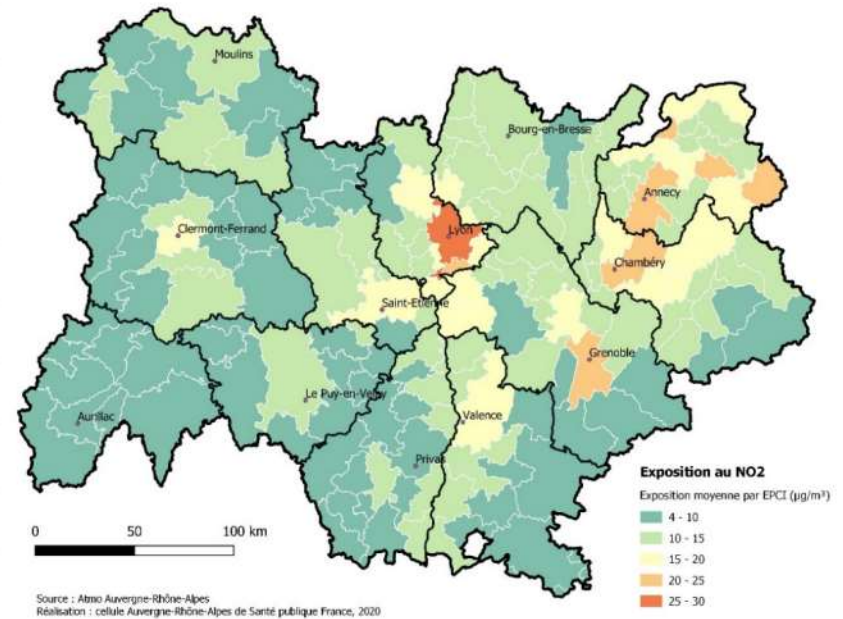 Moulins
Bourg-en-Bresse
Annecy
Lyon
Clermont-Ferrand
Chambéry
Saint-Etienne
Grenoble
Le Puy-en-Velay
Aurillac
Valence
Privas
Exposition au NO2
Exposition moyenne par EPCI (µg/m³)
4 - 10
10 - 15
15 - 20
20 - 25
25 - 30
0 50 100 km
Source : Atmo Auvergne-Rhône-Alpes
Réalisation : cellule Auvergne-Rhône-Alpes de Santé publique France, 2020